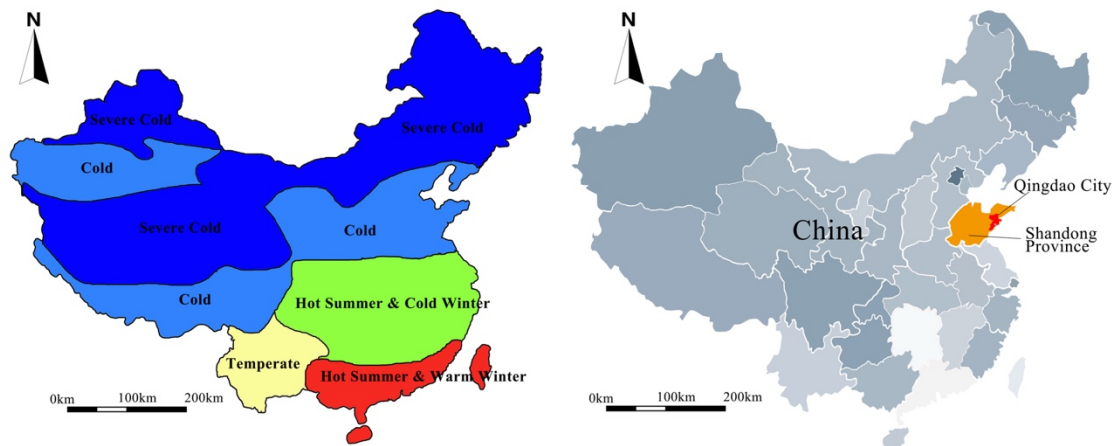 N
Severe Cold
Severe Cold
Cold
Severe Cold
Cold
Cold
Hot Summer & Cold Winter
Temperate
Hot Summer & Warm Winter
0km 100km 200km
N
Qingdao City
China
Shandong
Province
0km 100km 200km